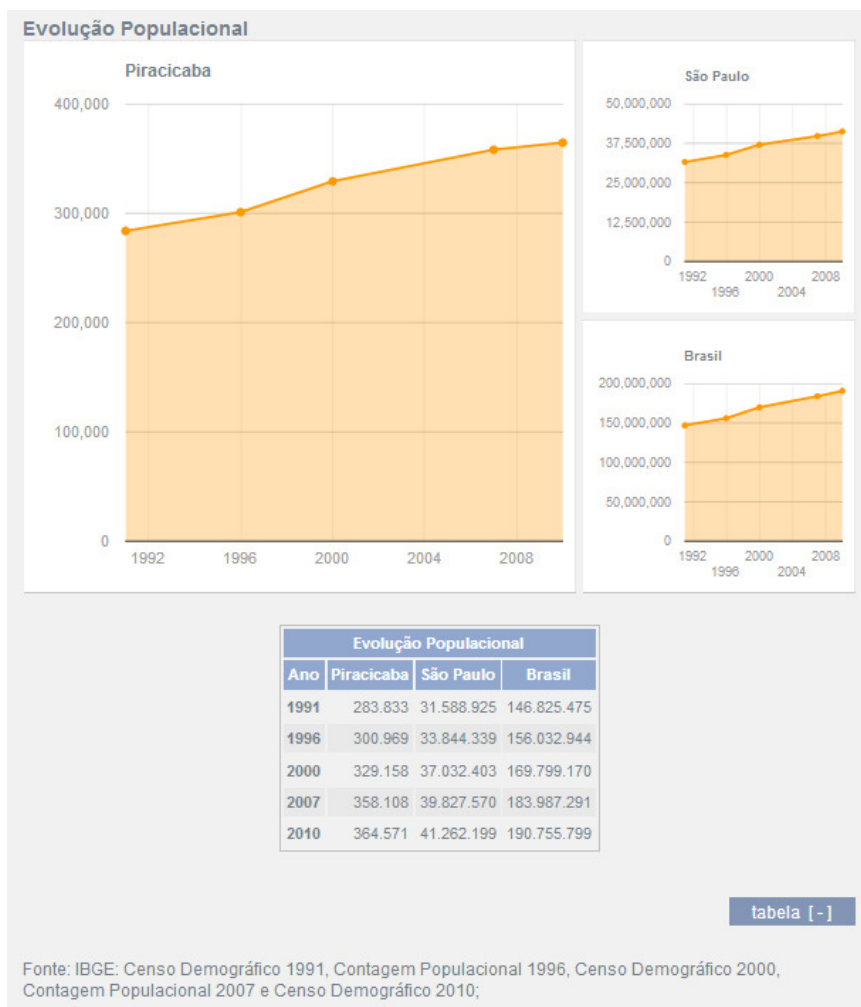 Evolução Populacional
Piracicaba
400,000
300,000
200,000
100,000
0
1992 1996 2000 2004 2008
São Paulo
50,000,000
37,500,000
25,000,000
12,500,000
0
1992 2000 2008
1996 2004
Brasil
200,000,000
150,000,000
100,000,000
50,000,000
0
1992 2000 2008
1996 2004
Evolução Populacional
Ano Piracicaba São Paulo Brasil
1991 283.833 31.588.925 146.825.475
1996 300.969 33.844.339 156.032.944
2000 329.158 37.032.403 169.799.170
2007 358.108 39.827.570 183.987.291
2010 364.571 41.262.199 190.755.799
tabela [-]
Fonte: IBGE: Censo Demográfico 1991, Contagem Populacional 1996, Censo Demográfico 2000,
Contagem Populacional 2007 e Censo Demográfico 2010;